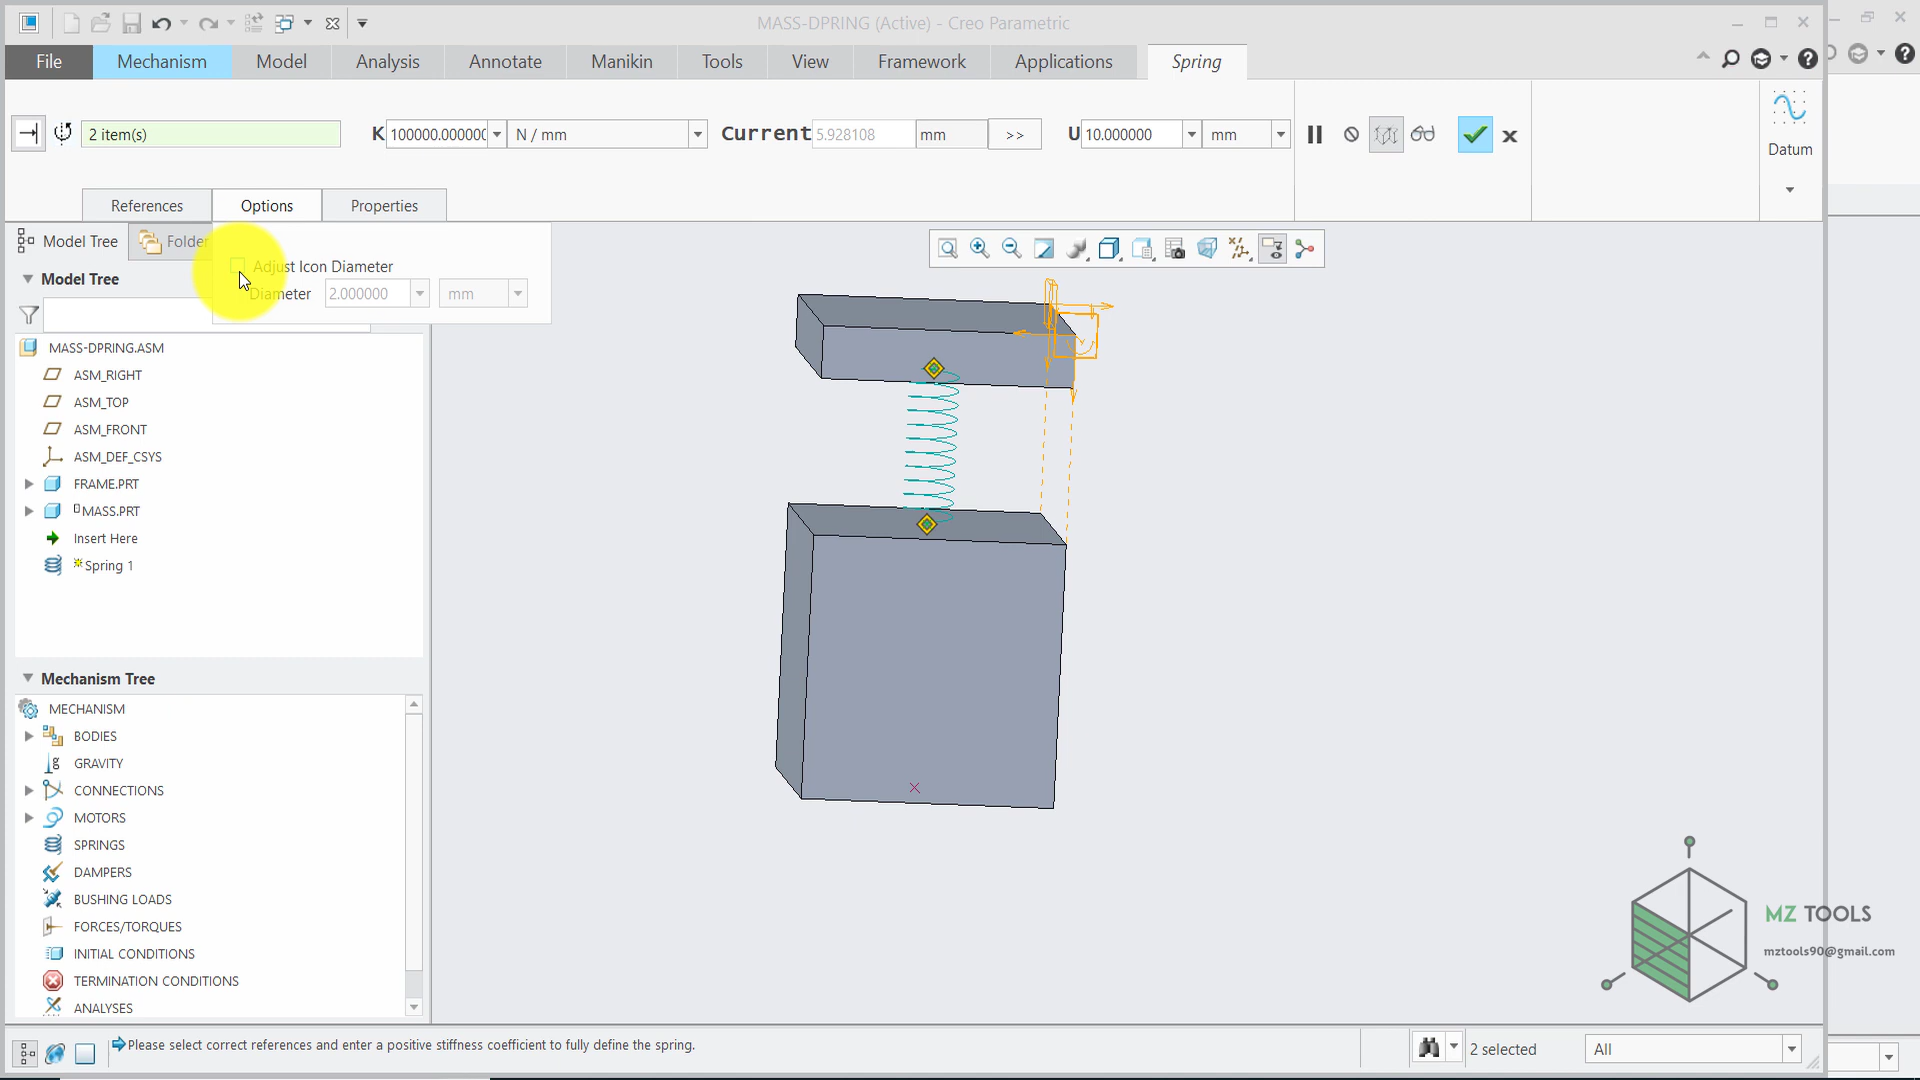 MASS-DPRING (Active) - Creo Parametric
File Mechanism Model Analysis Annotate Manikin Tools View Framework Applications Spring
2 item(s) K 100000.000000 N / mm Current 5.928108 mm >> U 10.000000 mm
Datum
References Options Properties
Model Tree Folder
Adjust Icon Diameter
Diameter 2.000000 mm
Model Tree
MASS-DPRING.ASM
ASM_RIGHT
ASM_TOP
ASM_FRONT
ASM_DEF_CSYS
FRAME.PRT
MASS.PRT
Insert Here
Spring 1
Mechanism Tree
MECHANISM
BODIES
GRAVITY
CONNECTIONS
MOTORS
SPRINGS
DAMPERS
BUSHING LOADS
FORCES/TORQUES
INITIAL CONDITIONS
TERMINATION CONDITIONS
ANALYSES
MZ TOOLS
mztools90@gmail.com
Please select correct references and enter a positive stiffness coefficient to fully define the spring.
2 selected All